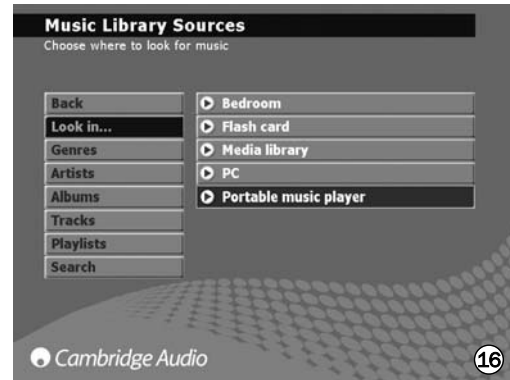 Music Library Sources
Choose where to look for music
Back
Look in...
Genres
Artists
Albums
Tracks
Playlists
Search
Bedroom
Flash card
Media library
PC
Portable music player
Cambridge Audio
16